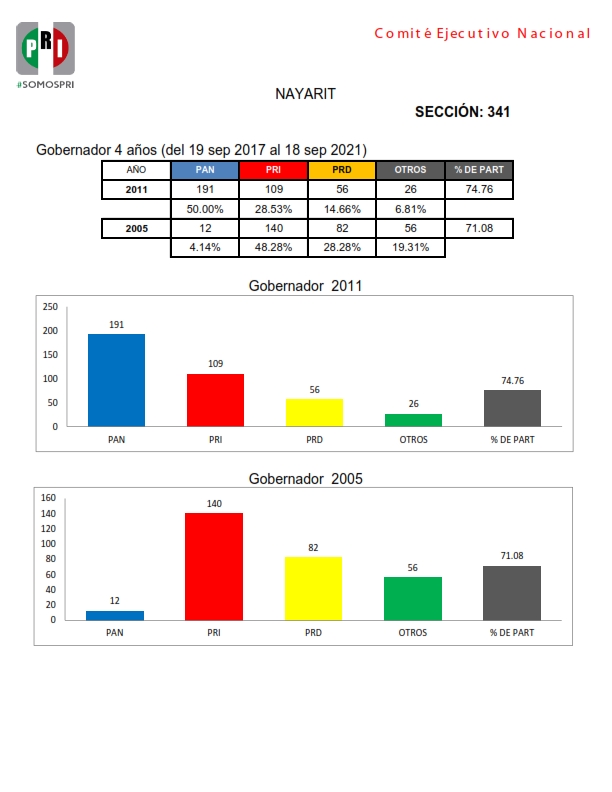 Comité Ejecutivo Nacional
PRI
#SOMOSPRI
NAYARIT
SECCIÓN: 341
Gobernador 4 años (del 19 sep 2017 al 18 sep 2021)
AÑO PAN PRI PRD OTROS % DE PART
2011 191 109 56 26 74.76
50.00% 28.53% 14.66% 6.81%
2005 12 140 82 56 71.08
4.14% 48.28% 28.28% 19.31%
Gobernador 2011
250
200
150
100
50
0
191
109
56
26
74.76
PAN PRI PRD OTROS % DE PART
Gobernador 2005
160
140
120
100
80
60
40
20
0
12
140
82
56
71.08
PAN PRI PRD OTROS % DE PART